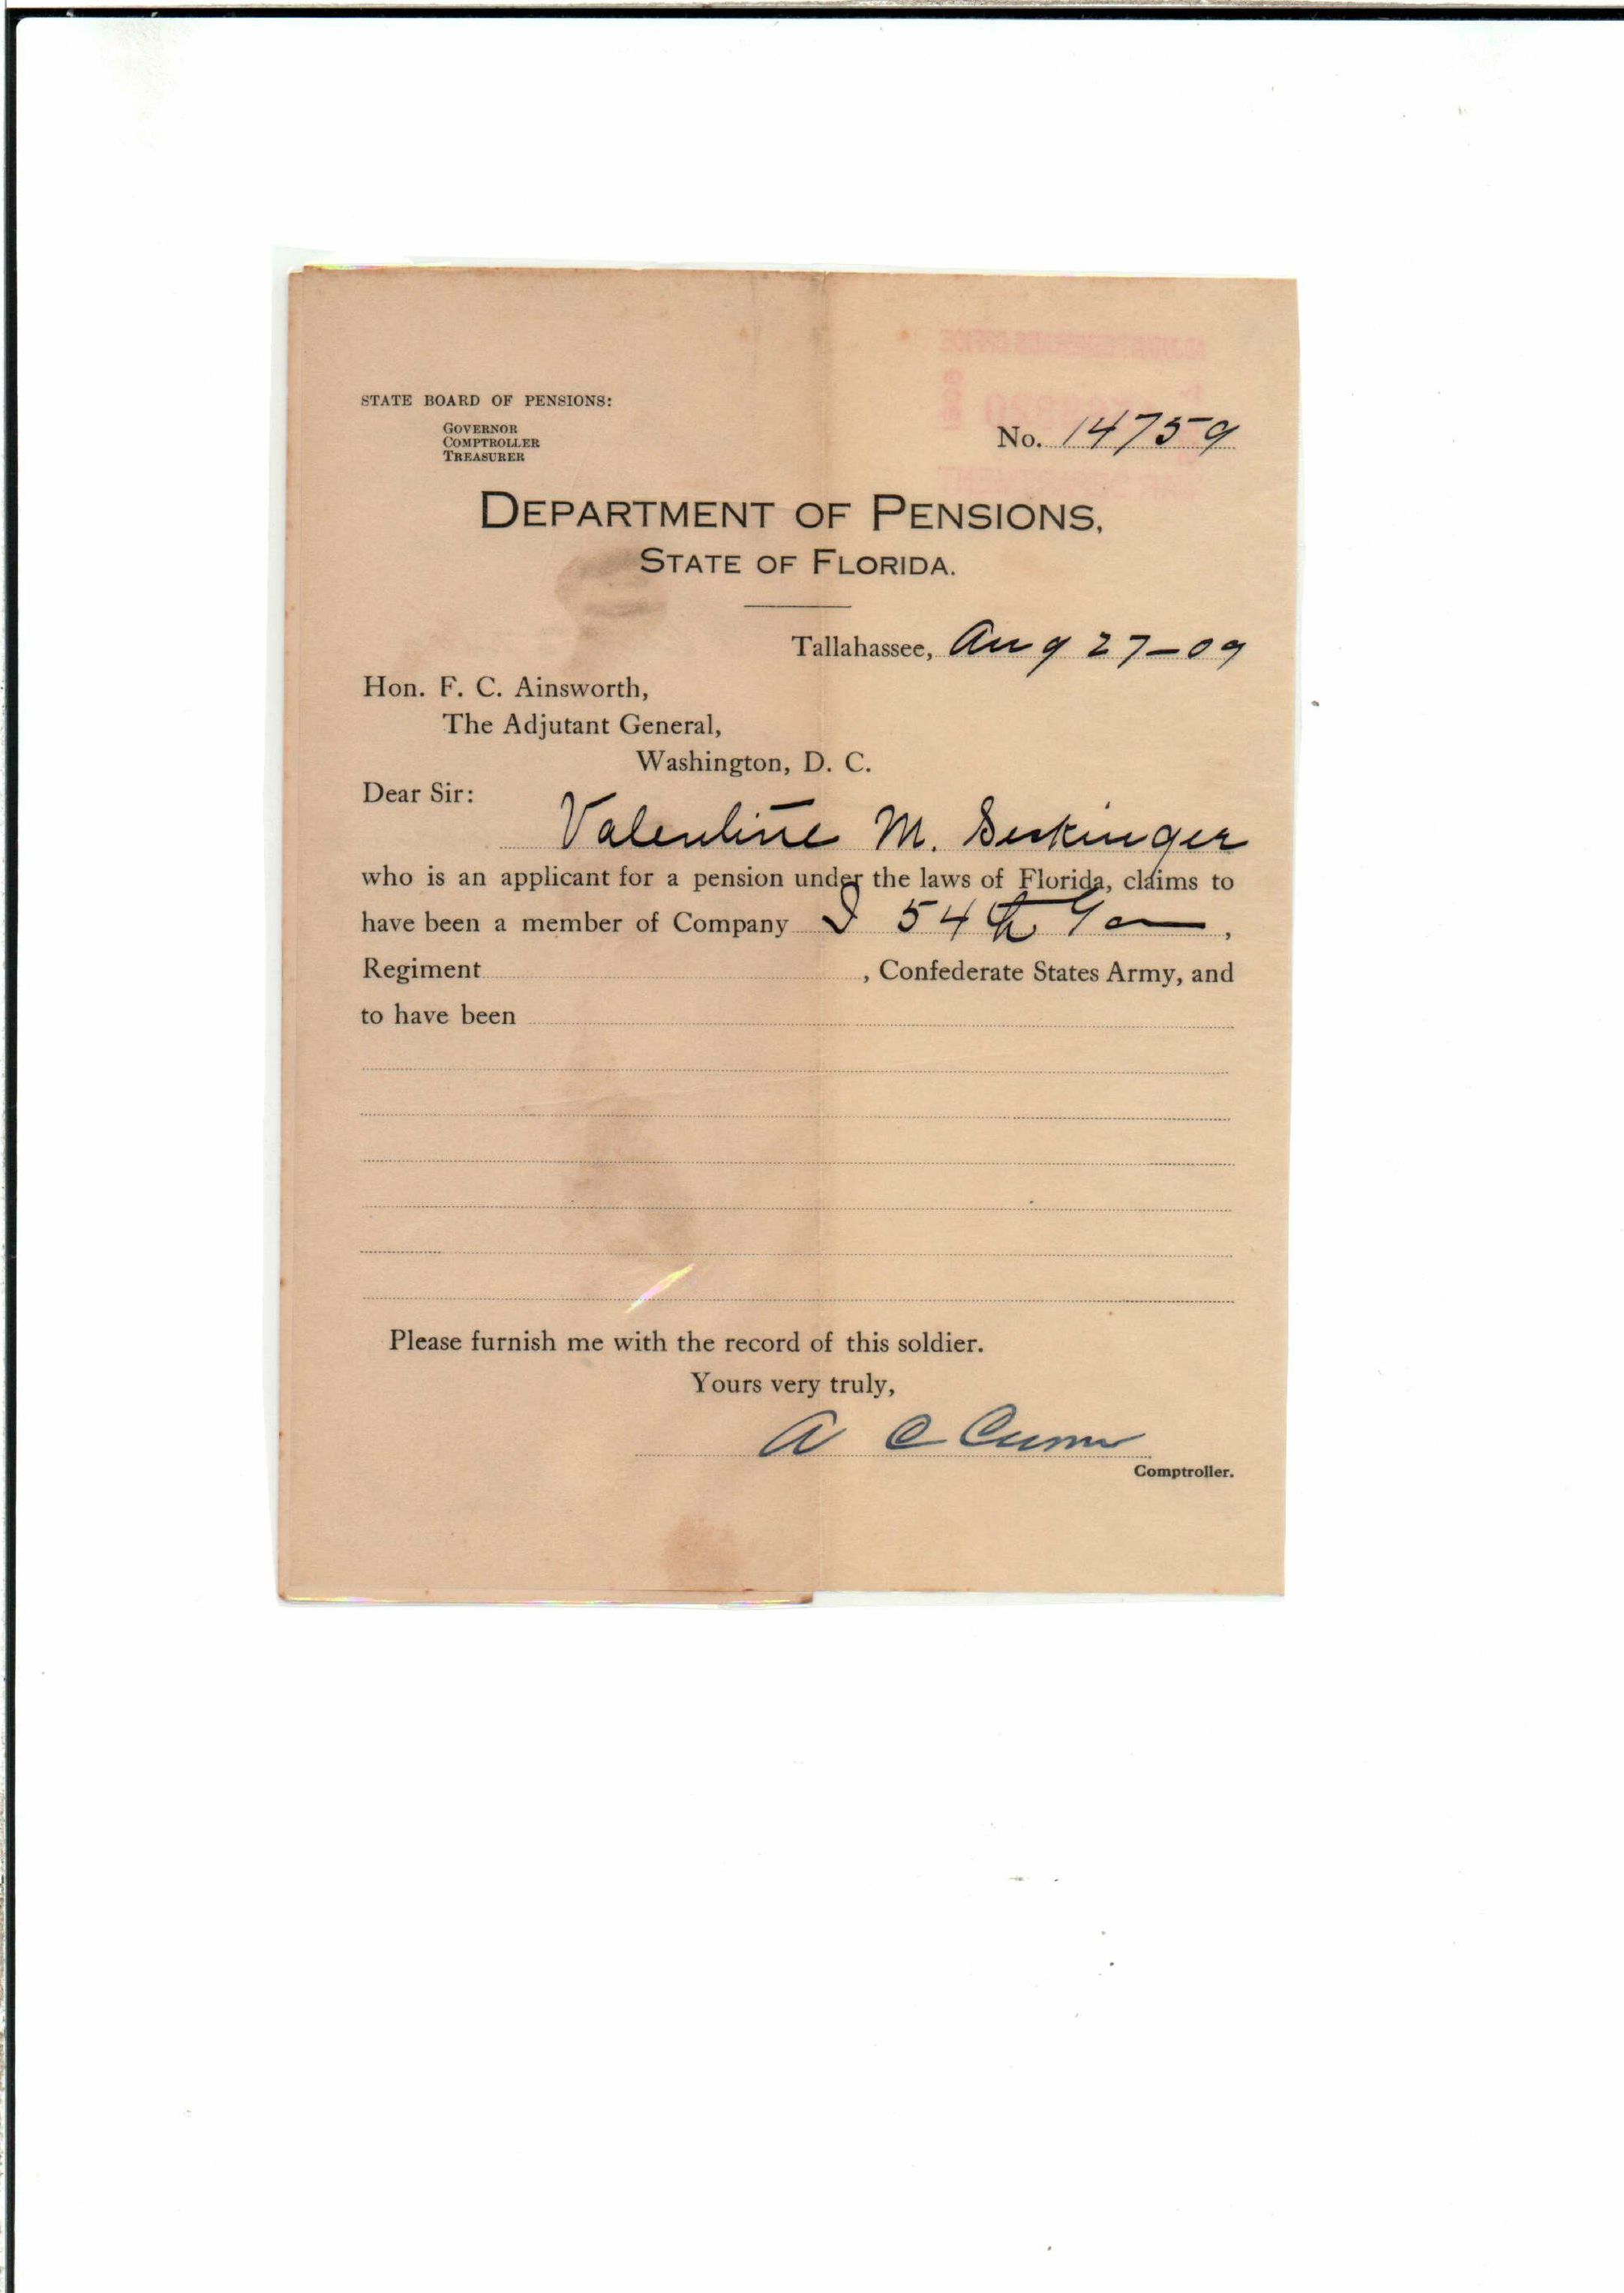 STATE BOARD OF PENSIONS:
GOVERNOR
COMPTROLLER
TREASURER
No. 14759
DEPARTMENT OF PENSIONS,
STATE OF FLORIDA.
Tallahassee, Aug 27-09
Hon. F. C. Ainsworth,
The Adjutant General,
Washington, D. C.
Dear Sir:
Valentine M. Seckinger
who is an applicant for a pension under the laws of Florida, claims to
have been a member of Company I 54th Ga ,
Regiment , Confederate States Army, and
to have been
Please furnish me with the record of this soldier.
Yours very truly,
A C Croom
Comptroller.